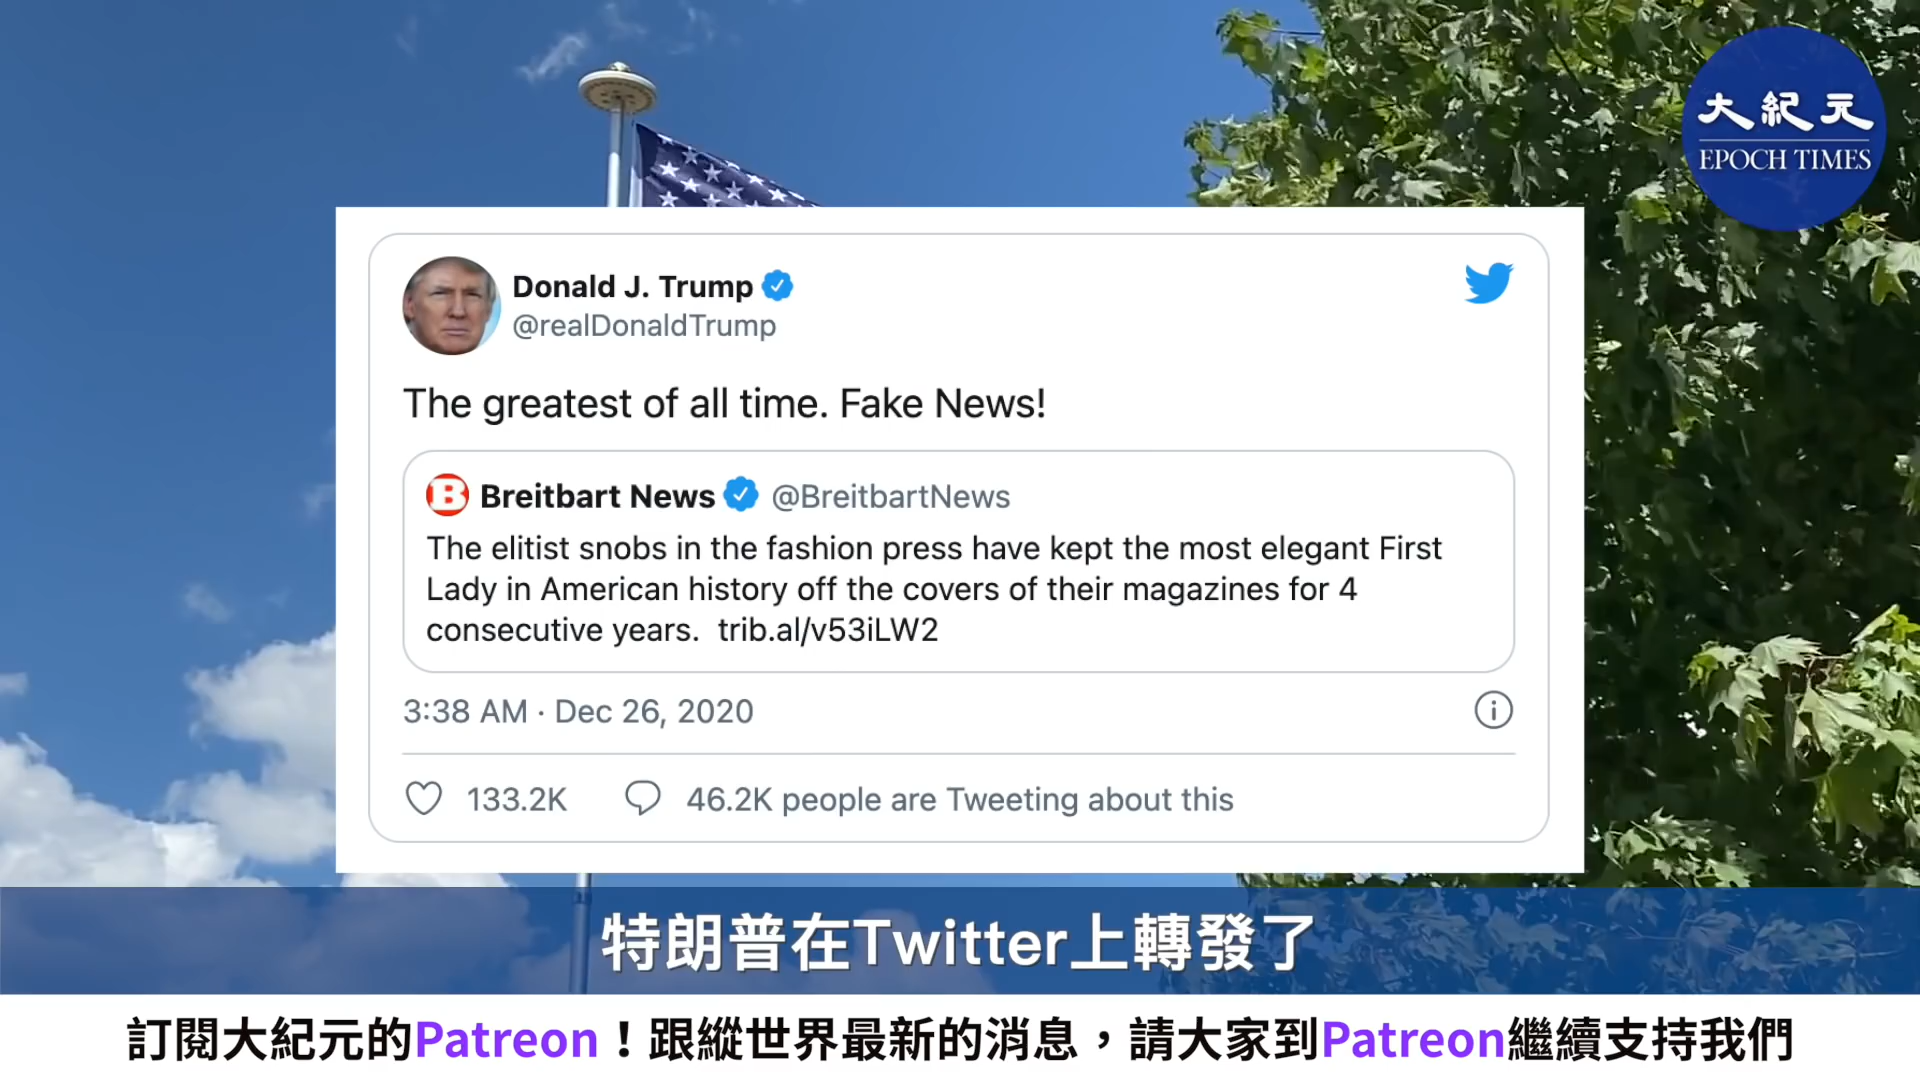 大紀元
EPOCH TIMES
Donald J. Trump
@realDonaldTrump
The greatest of all time. Fake News!
B Breitbart News @BreitbartNews
The elitist snobs in the fashion press have kept the most elegant First
Lady in American history off the covers of their magazines for 4
consecutive years. trib.al/v53iLW2
3:38 AM · Dec 26, 2020
133.2K 46.2K people are Tweeting about this
特朗普在Twitter上轉發了
訂閱大紀元的Patreon！跟縱世界最新的消息，請大家到Patreon繼續支持我們